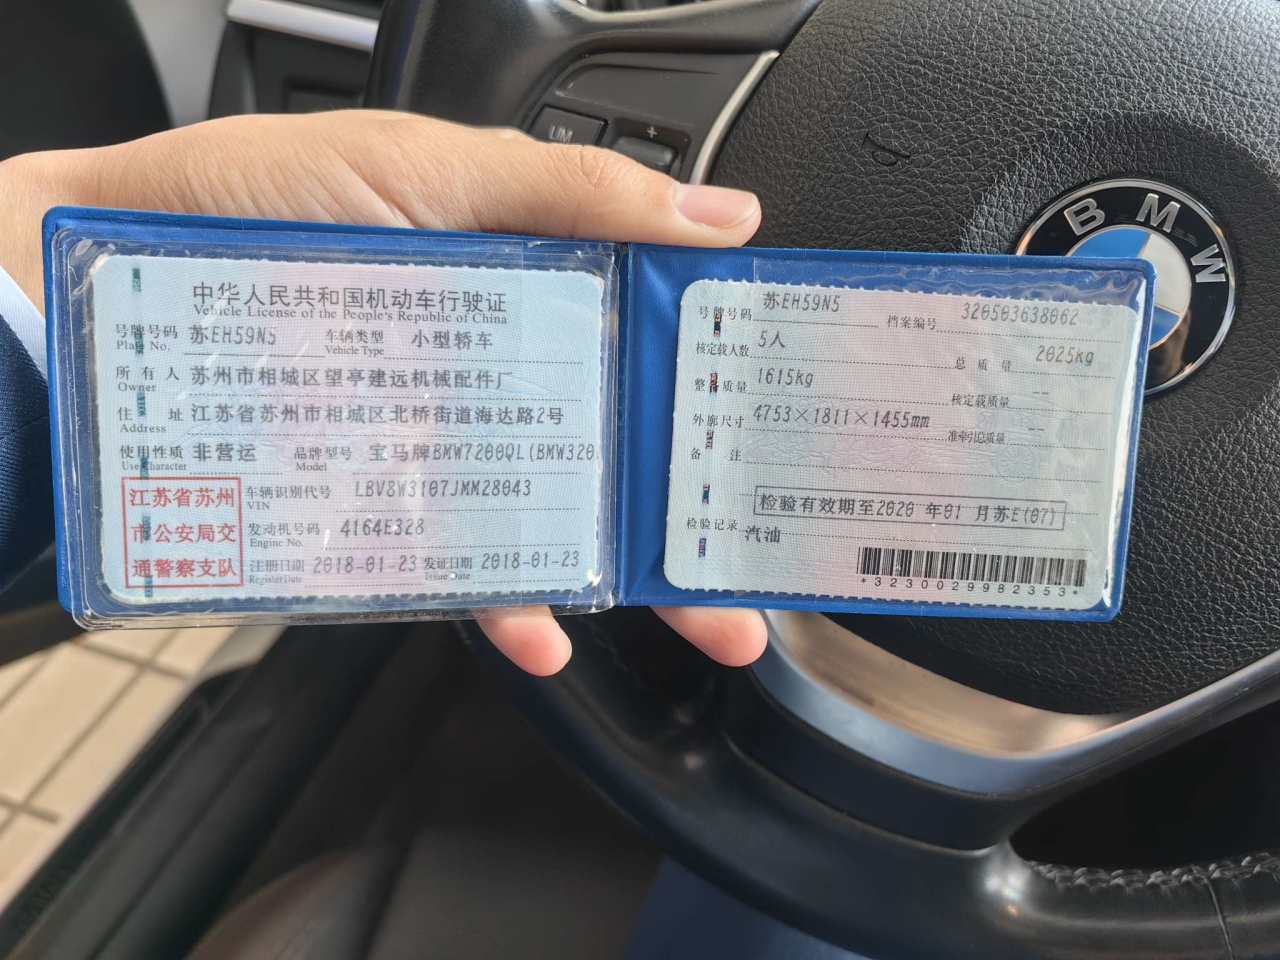 LIM
+
BMW
中华人民共和国机动车行驶证
Vehicle License of the People's Republic of China
号牌号码 苏EH59N5 车辆类型 小型轿车
Plate No. Vehicle Type
所有人 苏州市相城区望亭建远机械配件厂
Owner
住址 江苏省苏州市相城区北桥街道海达路2号
Address
使用性质 非营运 品牌型号 宝马牌BMW7200QL(BMW320
Use Character Model
江苏省苏州
市公安局交
通警察支队
车辆识别代号 LBV8W3107JMM28043
VIN
发动机号码 4164E328
Engine No.
注册日期 2018-01-23 发证日期 2018-01-23
Register Date Issue Date
号牌号码 苏EH59N5 档案编号 320503638062
核定载人数 5人 总质量 2025kg
整备质量 1615kg 核定载质量 --
外廓尺寸 4753×1811×1455mm 准牵引总质量 --
备注
检验有效期至2020年01月苏E(07)
检验记录 汽油
*3230029982353*